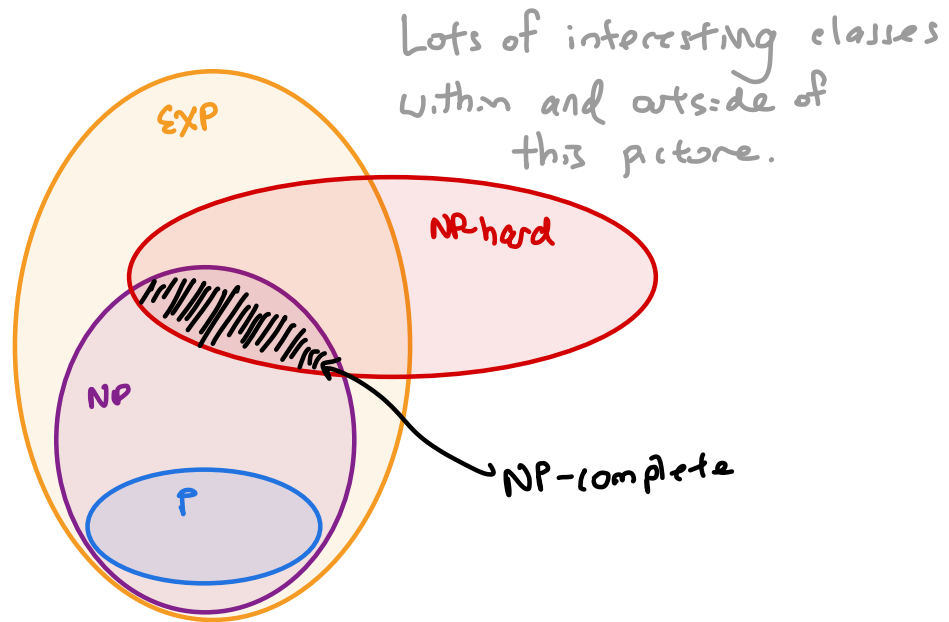 Lots of interesting classes
within and outside of
this picture.
EXP
NP-hard
NP
NP-complete
P